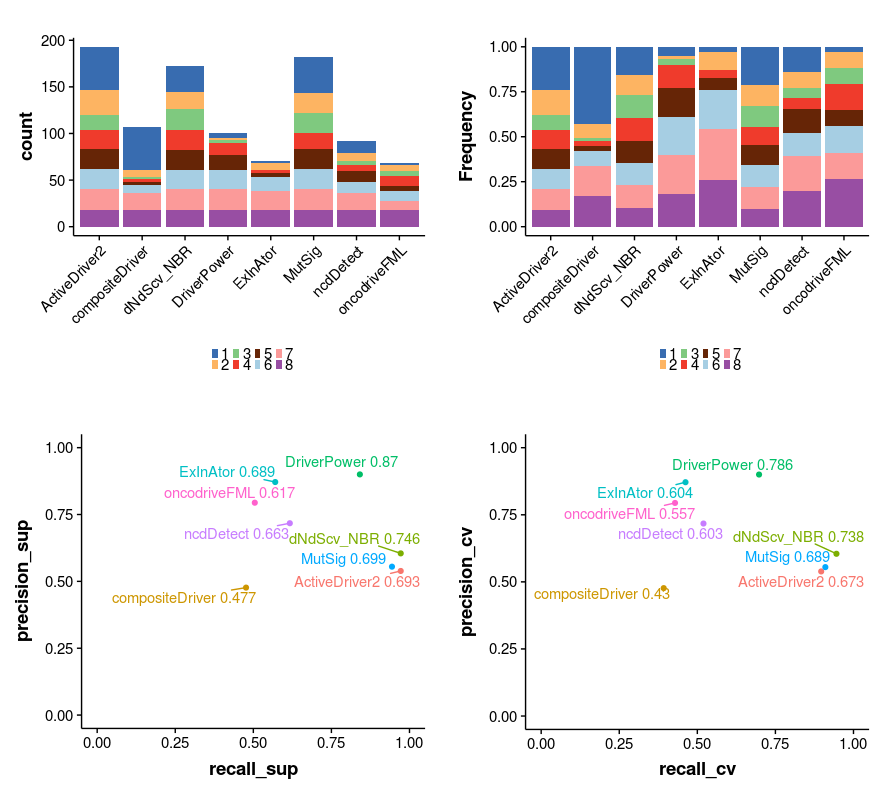 200
150
100
50
0
count
ActiveDriver2
compositeDriver
dNdScv_NBR
DriverPower
ExInAtor
MutSig
ncdDetect
oncodriveFML
1 3 5 7
2 4 6 8
1.00
0.75
0.50
0.25
0.00
Frequency
ActiveDriver2
compositeDriver
dNdScv_NBR
DriverPower
ExInAtor
MutSig
ncdDetect
oncodriveFML
1 3 5 7
2 4 6 8
1.00
0.75
0.50
0.25
0.00
precision_sup
DriverPower 0.87
ExInAtor 0.689
oncodriveFML 0.617
ncdDetect 0.663
dNdScv_NBR 0.746
MutSig 0.699
ActiveDriver2 0.693
compositeDriver 0.477
0.00 0.25 0.50 0.75 1.00
recall_sup
1.00
0.75
0.50
0.25
0.00
precision_cv
DriverPower 0.786
ExInAtor 0.604
oncodriveFML 0.557
ncdDetect 0.603
dNdScv_NBR 0.738
MutSig 0.689
ActiveDriver2 0.673
compositeDriver 0.43
0.00 0.25 0.50 0.75 1.00
recall_cv